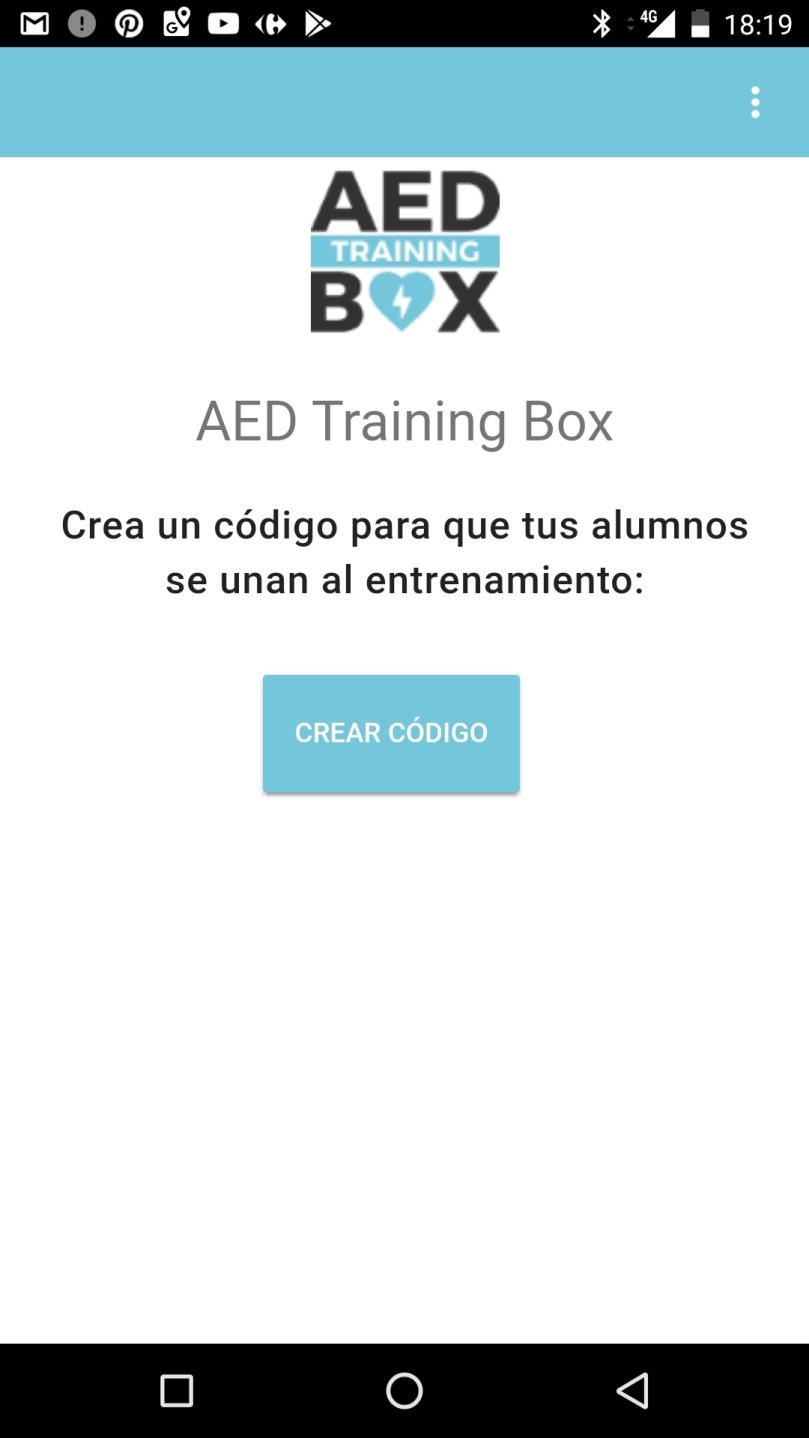 4G 18:19
AED
TRAINING
BOX
AED Training Box
Crea un código para que tus alumnos
se unan al entrenamiento:
CREAR CÓDIGO